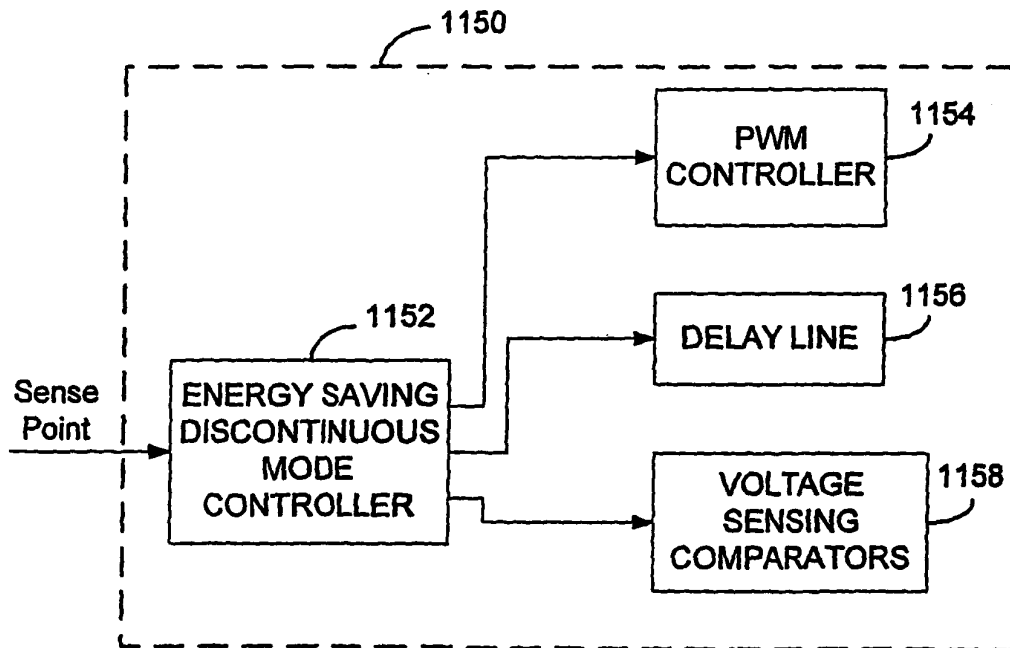 1150
1154
PWM
CONTROLLER
1156
DELAY LINE
1152
Sense
Point
ENERGY SAVING
DISCONTINUOUS
MODE
CONTROLLER
1158
VOLTAGE
SENSING
COMPARATORS